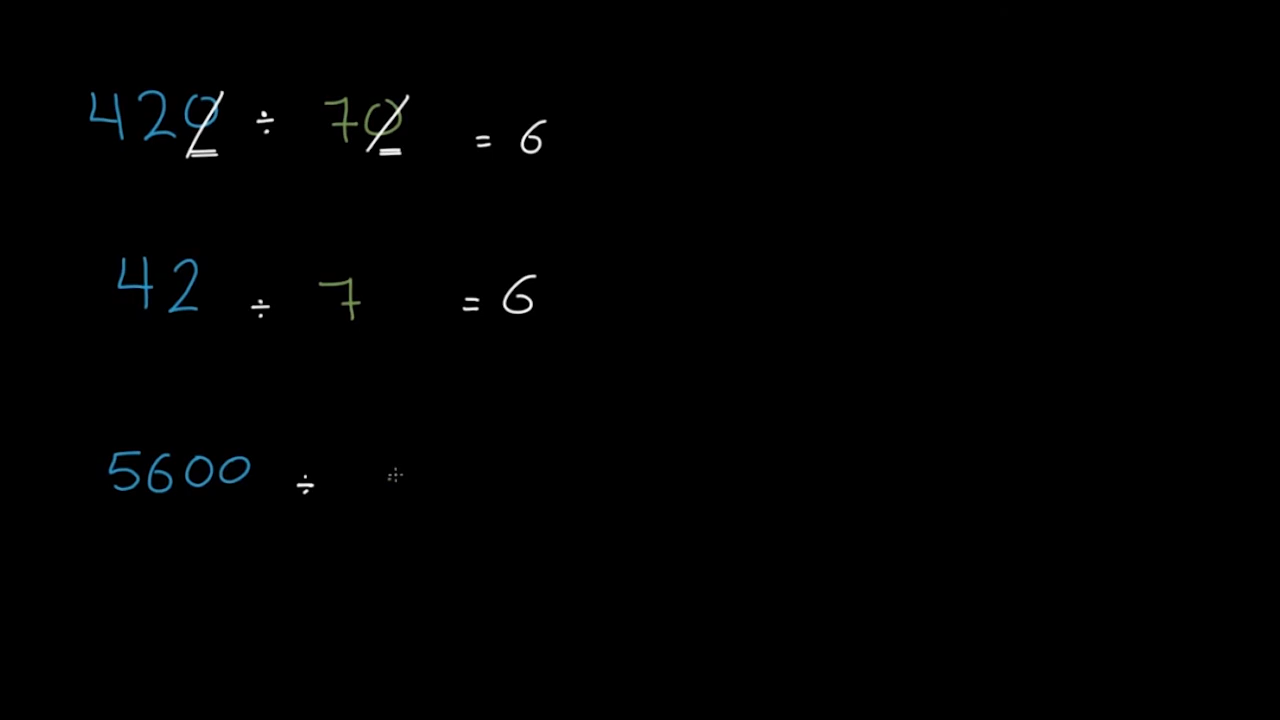 420 ÷ 70 = 6
42 ÷ 7 = 6
5600 ÷